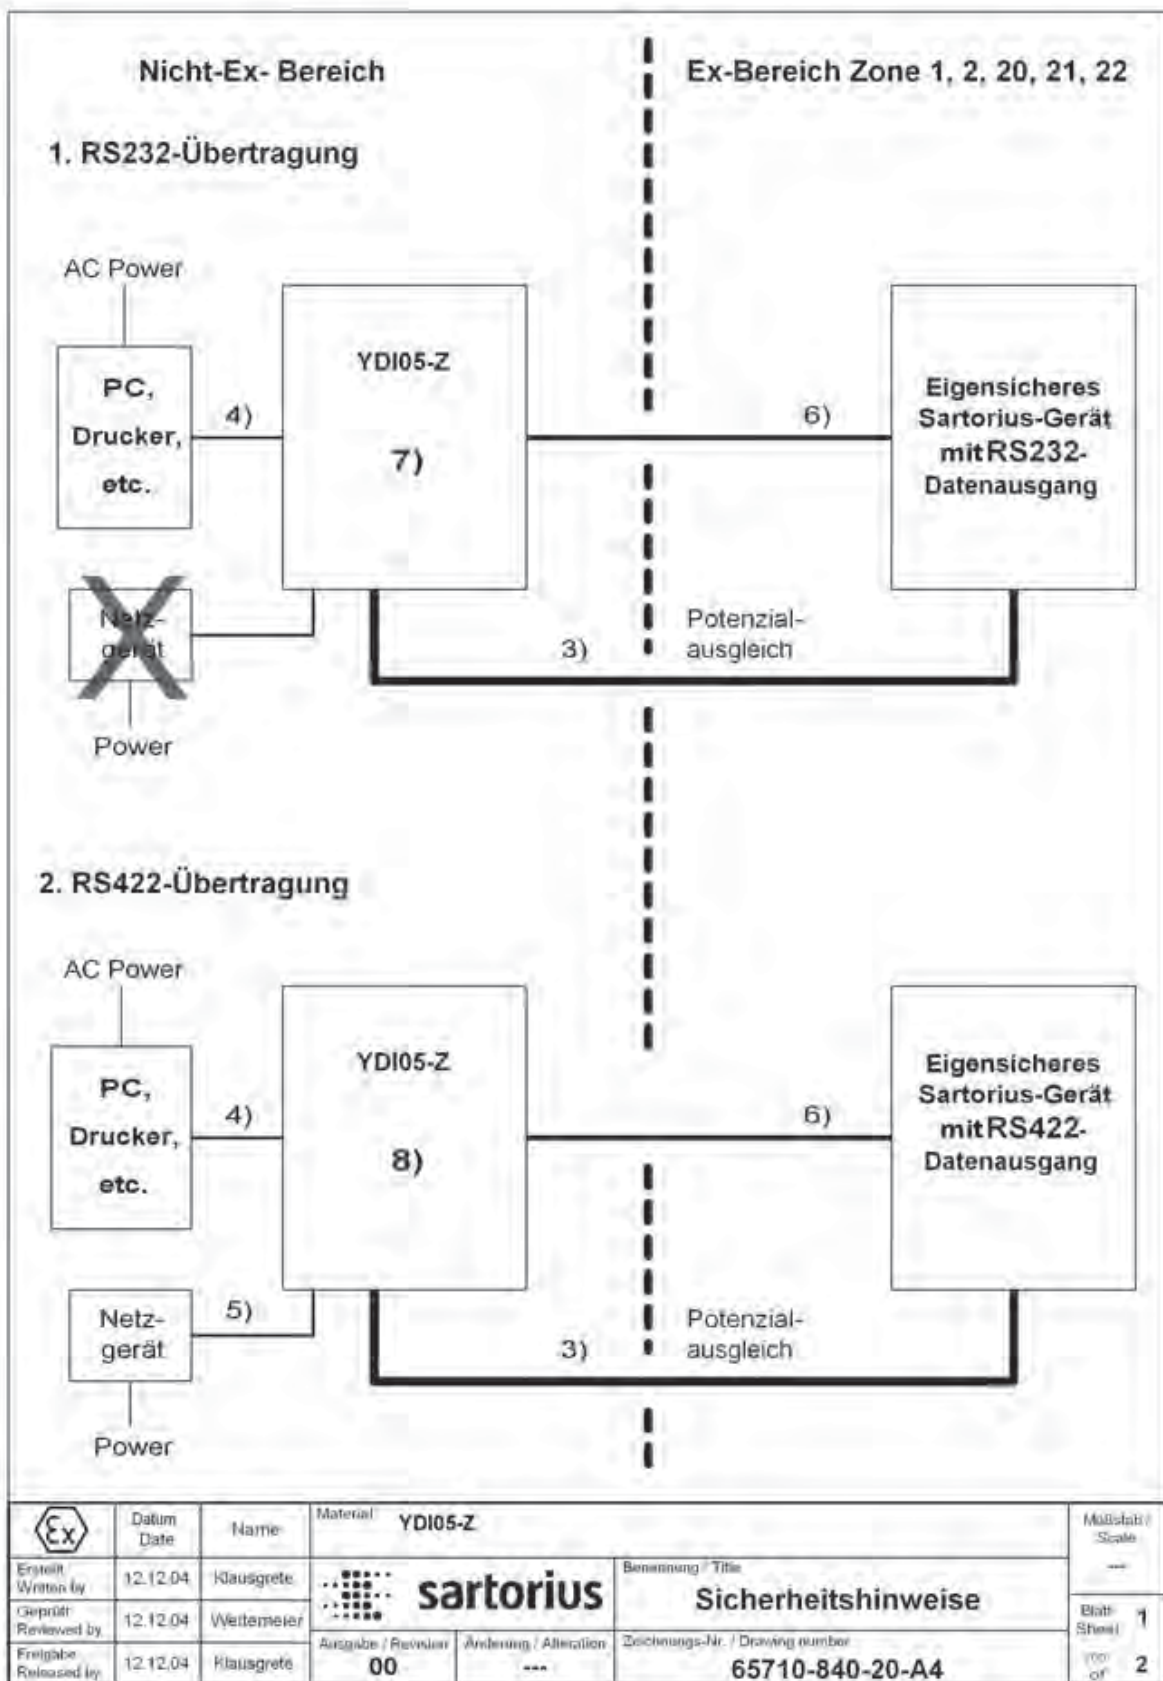 Nicht-Ex- Bereich
Ex-Bereich Zone 1, 2, 20, 21, 22
1. RS232-Übertragung
AC Power
PC,
Drucker,
etc.
4)
YDI05-Z
7)
6)
Eigensicheres
Sartorius-Gerät
mit RS232-
Datenausgang
Netz-
gerät
Power
3)
Potenzial-
ausgleich
2. RS422-Übertragung
AC Power
PC,
Drucker,
etc.
4)
YDI05-Z
8)
6)
Eigensicheres
Sartorius-Gerät
mit RS422-
Datenausgang
Netz-
gerät
5)
Power
3)
Potenzial-
ausgleich
Ex
Datum
Date
Name
Material
YDI05-Z
Maßstab /
Scale
---
Erstellt
Written by
12.12.04
Klausgrete
sartorius
Benennung / Title
Sicherheitshinweise
Geprüft
Reviewed by
12.12.04
Weitemeier
Blatt
Sheet
1
Freigabe
Released by
12.12.04
Klausgrete
Ausgabe / Revision
00
Änderung / Alteration
---
Zeichnungs-Nr. / Drawing number
65710-840-20-A4
von
of
2